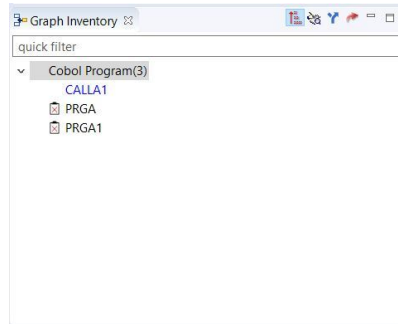 Graph Inventory
quick filter
Cobol Program(3)
CALLA1
PRGA
PRGA1